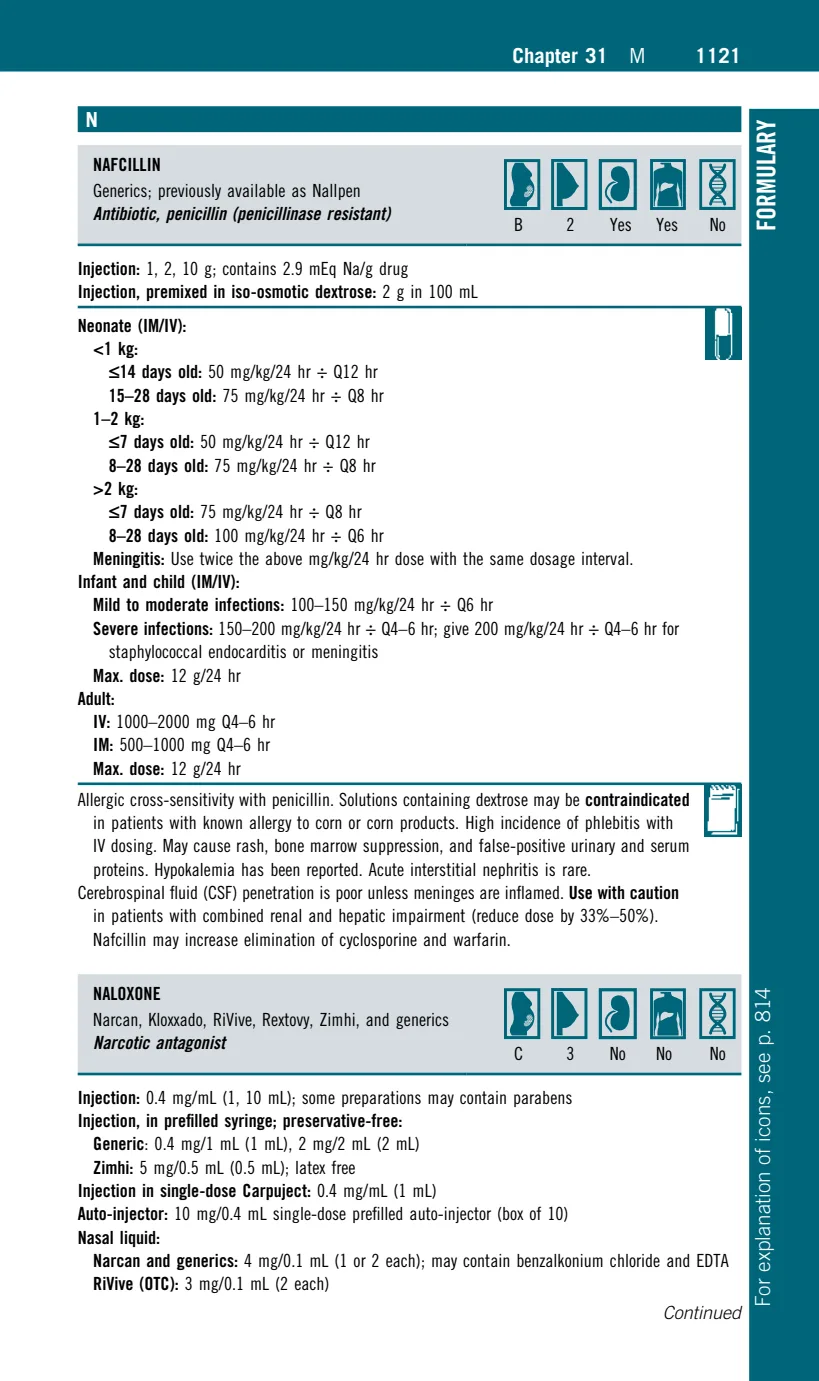 Chapter 31 M 1121
N
NAFCILLIN
Generics; previously available as Nallpen
Antibiotic, penicillin (penicillinase resistant)
B 2 Yes Yes No
Injection: 1, 2, 10 g; contains 2.9 mEq Na/g drug
Injection, premixed in iso-osmotic dextrose: 2 g in 100 mL
Neonate (IM/IV):
<1 kg:
≤14 days old: 50 mg/kg/24 hr ÷ Q12 hr
15–28 days old: 75 mg/kg/24 hr ÷ Q8 hr
1–2 kg:
≤7 days old: 50 mg/kg/24 hr ÷ Q12 hr
8–28 days old: 75 mg/kg/24 hr ÷ Q8 hr
>2 kg:
≤7 days old: 75 mg/kg/24 hr ÷ Q8 hr
8–28 days old: 100 mg/kg/24 hr ÷ Q6 hr
Meningitis: Use twice the above mg/kg/24 hr dose with the same dosage interval.
Infant and child (IM/IV):
Mild to moderate infections: 100–150 mg/kg/24 hr ÷ Q6 hr
Severe infections: 150–200 mg/kg/24 hr ÷ Q4–6 hr; give 200 mg/kg/24 hr ÷ Q4–6 hr for
staphylococcal endocarditis or meningitis
Max. dose: 12 g/24 hr
Adult:
IV: 1000–2000 mg Q4–6 hr
IM: 500–1000 mg Q4–6 hr
Max. dose: 12 g/24 hr
Allergic cross-sensitivity with penicillin. Solutions containing dextrose may be contraindicated
in patients with known allergy to corn or corn products. High incidence of phlebitis with
IV dosing. May cause rash, bone marrow suppression, and false-positive urinary and serum
proteins. Hypokalemia has been reported. Acute interstitial nephritis is rare.
Cerebrospinal fluid (CSF) penetration is poor unless meninges are inflamed. Use with caution
in patients with combined renal and hepatic impairment (reduce dose by 33%–50%).
Nafcillin may increase elimination of cyclosporine and warfarin.
NALOXONE
Narcan, Kloxxado, RiVive, Rextovy, Zimhi, and generics
Narcotic antagonist
C 3 No No No
Injection: 0.4 mg/mL (1, 10 mL); some preparations may contain parabens
Injection, in prefilled syringe; preservative-free:
Generic: 0.4 mg/1 mL (1 mL), 2 mg/2 mL (2 mL)
Zimhi: 5 mg/0.5 mL (0.5 mL); latex free
Injection in single-dose Carpuject: 0.4 mg/mL (1 mL)
Auto-injector: 10 mg/0.4 mL single-dose prefilled auto-injector (box of 10)
Nasal liquid:
Narcan and generics: 4 mg/0.1 mL (1 or 2 each); may contain benzalkonium chloride and EDTA
RiVive (OTC): 3 mg/0.1 mL (2 each)
Continued
FORMULARY
For explanation of icons, see p. 814